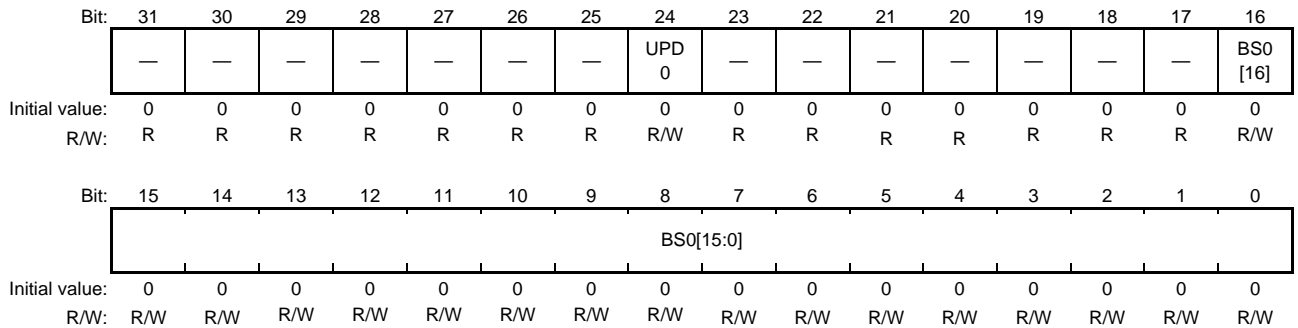 Bit: 31 30 29 28 27 26 25 24 23 22 21 20 19 18 17 16
— — — — — — — UPD 0 — — — — — — — BS0 [16]
Initial value: 0 0 0 0 0 0 0 0 0 0 0 0 0 0 0 0
R/W: R R R R R R R R/W R R R R R R R R/W
Bit: 15 14 13 12 11 10 9 8 7 6 5 4 3 2 1 0
BS0[15:0]
Initial value: 0 0 0 0 0 0 0 0 0 0 0 0 0 0 0 0
R/W: R/W R/W R/W R/W R/W R/W R/W R/W R/W R/W R/W R/W R/W R/W R/W R/W